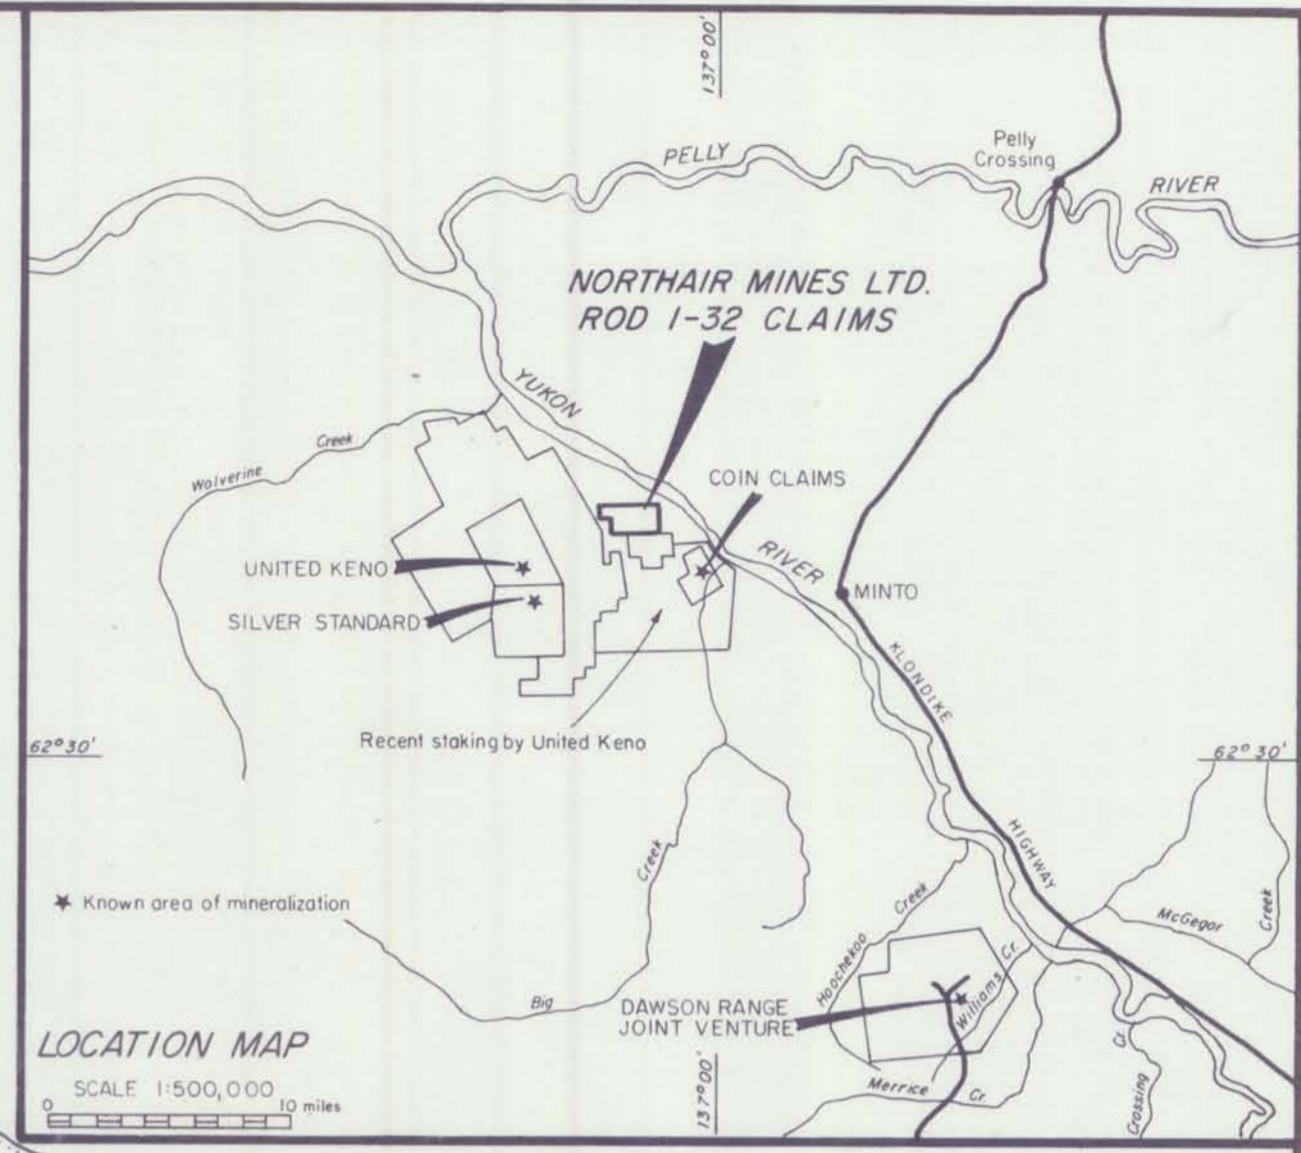 137°00'
Pelly
Crossing
PELLY
RIVER
NORTHAIR MINES LTD.
ROD 1-32 CLAIMS
YUKON
Creek
Wolverine
COIN CLAIMS
RIVER
UNITED KENO
MINTO
SILVER STANDARD
KLONDIKE
Recent staking by United Keno
62°30'
62°30'
HIGHWAY
Creek
Known area of mineralization
Creek
McGegor
Creek
Hoochekoo
Williams Cr.
Big
DAWSON RANGE
JOINT VENTURE
LOCATION MAP
SCALE 1:500,000
0 10 miles
137°00'
Merrice Cr.
Cr.
Crossing